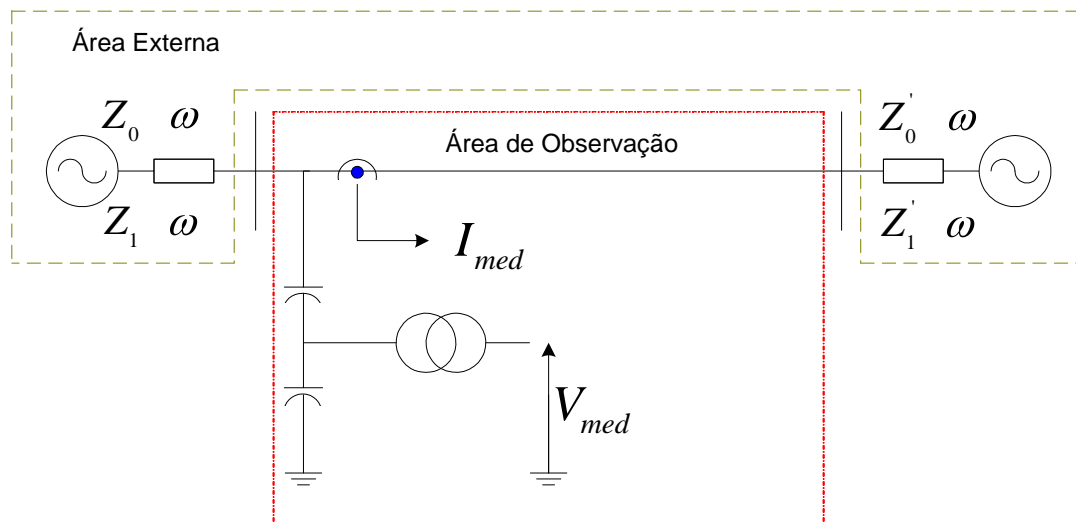 Área Externa
Z0 ω
Z1 ω
Área de Observação
Z'0 ω
Z'1 ω
Imed
Vmed